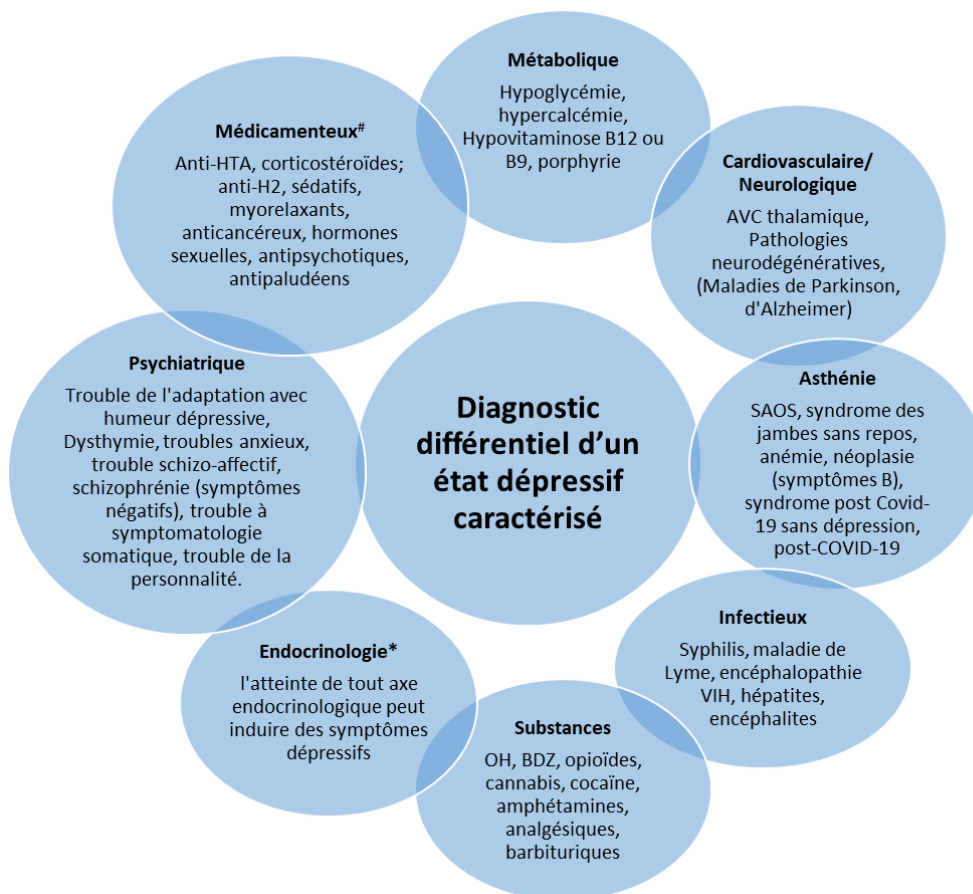 Métabolique
Hypoglycémie,
hypercalcémie,
Hypovitaminose B12 ou
B9, porphyrie
Médicamenteux#
Anti-HTA, corticostéroïdes;
anti-H2, sédatifs,
myorelaxants,
anticancéreux, hormones
sexuelles, antipsychotiques,
antipaludéens
Cardiovasculaire/
Neurologique
AVC thalamique,
Pathologies
neurodégénératives,
(Maladies de Parkinson,
d'Alzheimer)
Psychiatrique
Trouble de l'adaptation avec
humeur dépressive,
Dysthymie, troubles anxieux,
trouble schizo-affectif,
schizophrénie (symptômes
négatifs), trouble à
symptomatologie
somatique, trouble de la
personnalité.
Diagnostic
différentiel d’un
état dépressif
caractérisé
Asthénie
SAOS, syndrome des
jambes sans repos,
anémie, néoplasie
(symptômes B),
syndrome post Covid-
19 sans dépression,
post-COVID-19
Infectieux
Syphilis, maladie de
Lyme, encéphalopathie
VIH, hépatites,
encéphalites
Endocrinologie*
l'atteinte de tout axe
endocrinologique peut
induire des symptômes
dépressifs
Substances
OH, BDZ, opioïdes,
cannabis, cocaïne,
amphétamines,
analgésiques,
barbituriques